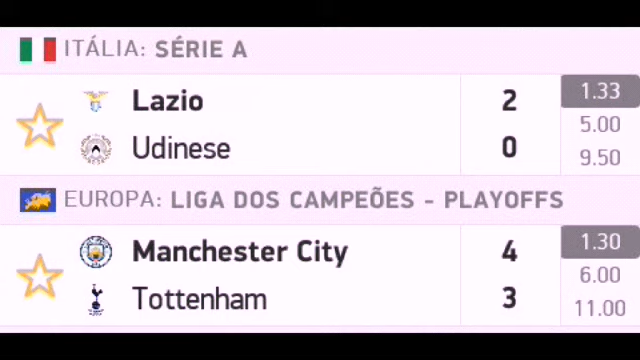 ITÁLIA: SÉRIE A
Lazio 2 1.33
5.00
Udinese 0 9.50
EUROPA: LIGA DOS CAMPEÕES - PLAYOFFS
Manchester City 4 1.30
6.00
Tottenham 3 11.00